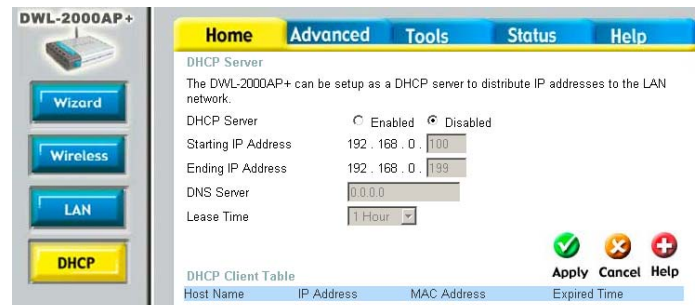 DWL-2000AP+
Home Advanced Tools Status Help
DHCP Server
The DWL-2000AP+ can be setup as a DHCP server to distribute IP addresses to the LAN
network.
Wizard
DHCP Server Enabled Disabled
Starting IP Address 192 . 168 . 0 . 100
Wireless
Ending IP Address 192 . 168 . 0 . 199
DNS Server 0.0.0.0
LAN
Lease Time 1 Hour
DHCP
Apply Cancel Help
DHCP Client Table
Host Name IP Address MAC Address Expired Time